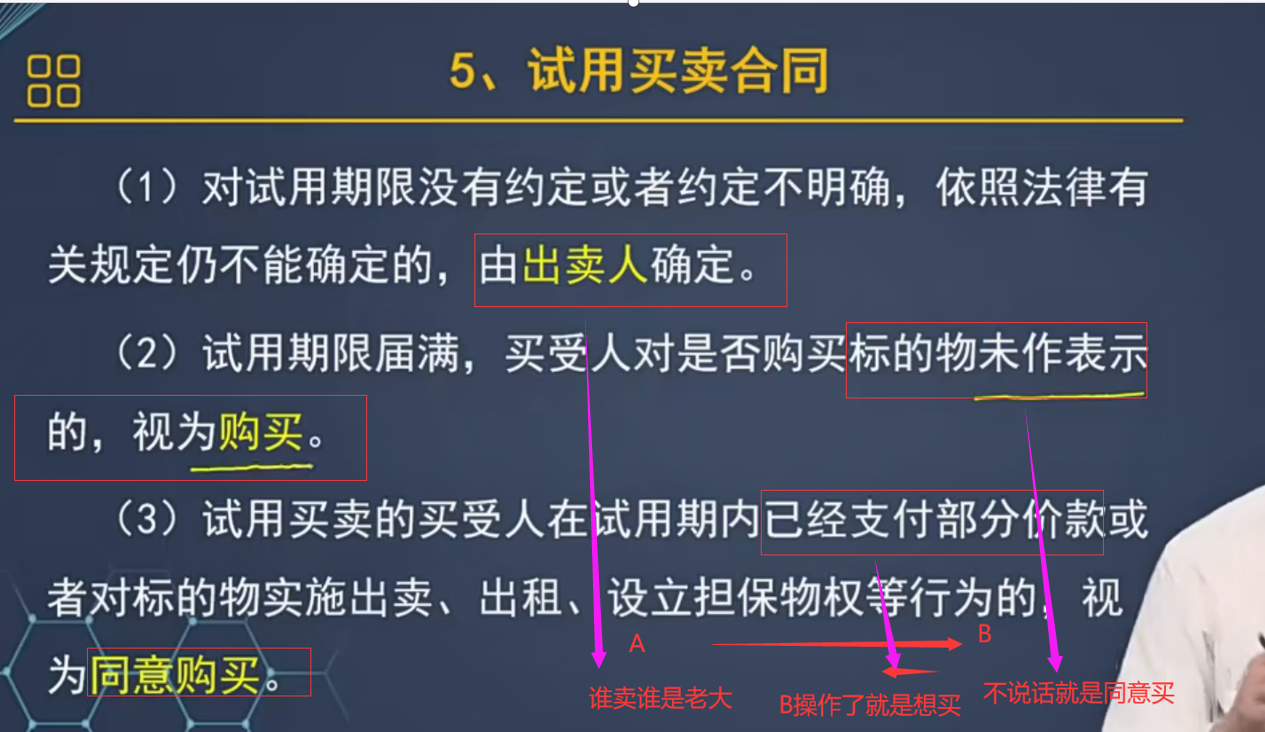 5、试用买卖合同
（1）对试用期限没有约定或者约定不明确，依照法律有
关规定仍不能确定的，由出卖人确定。
（2）试用期限届满，买受人对是否购买标的物未作表示
的，视为购买。
（3）试用买卖的买受人在试用期内已经支付部分价款或
者对标的物实施出卖、出租、设立担保物权等行为的，视
为同意购买。
A
B
谁卖谁是老大
B操作了就是想买
不说话就是同意买